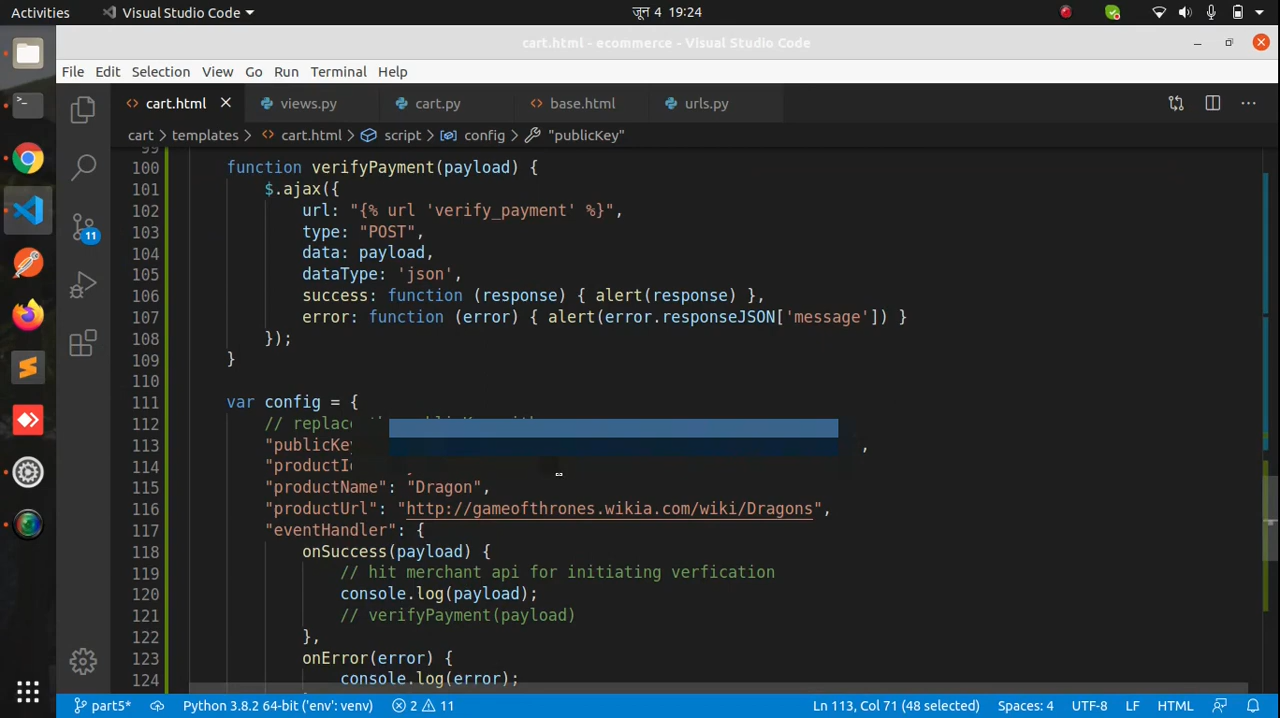 Activities
Visual Studio Code
जून 4 19:24
cart.html - ecommerce - Visual Studio Code
File Edit Selection View Go Run Terminal Help
cart.html views.py cart.py base.html urls.py
cart > templates > cart.html > script > config > "publicKey"
99
100 function verifyPayment(payload) {
101 $.ajax({
102 url: "{% url 'verify_payment' %}",
103 type: "POST",
104 data: payload,
105 dataType: 'json',
106 success: function (response) { alert(response) },
107 error: function (error) { alert(error.responseJSON['message']) }
108 });
109 }
110
111 var config = {
112 // replace
113 "publicKey ,
114 "productI
115 "productName": "Dragon",
116 "productUrl": "http://gameofthrones.wikia.com/wiki/Dragons",
117 "eventHandler": {
118 onSuccess(payload) {
119 // hit merchant api for initiating verfication
120 console.log(payload);
121 // verifyPayment(payload)
122 },
123 onError(error) {
124 console.log(error);
11
part5* Python 3.8.2 64-bit ('env': venv) 2 11 Ln 113, Col 71 (48 selected) Spaces: 4 UTF-8 LF HTML